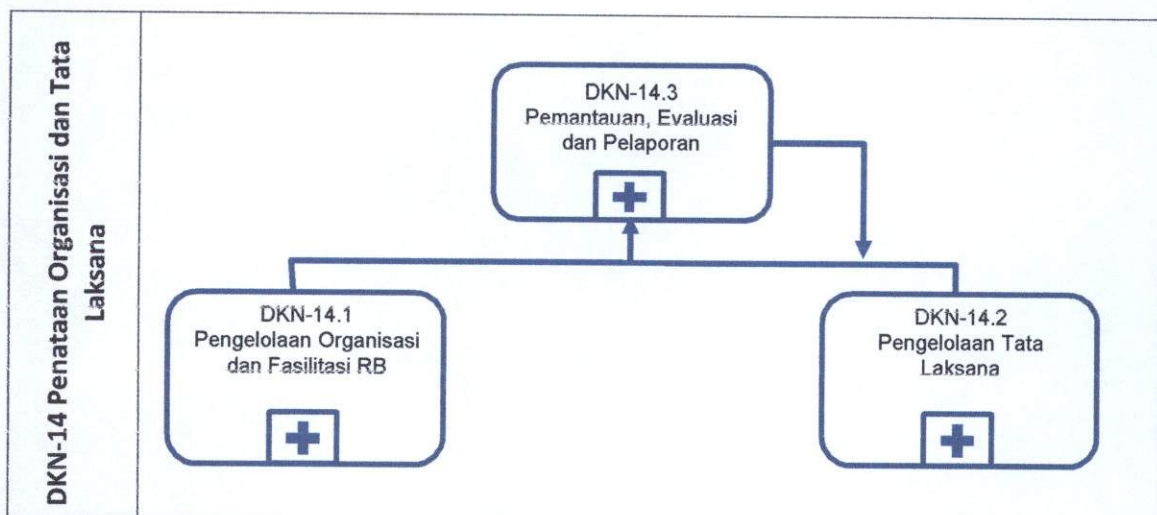 DKN-14 Penataan Organisasi dan Tata
Laksana
DKN-14.3
Pemantauan, Evaluasi
dan Pelaporan
DKN-14.1
Pengelolaan Organisasi
dan Fasilitasi RB
DKN-14.2
Pengelolaan Tata
Laksana